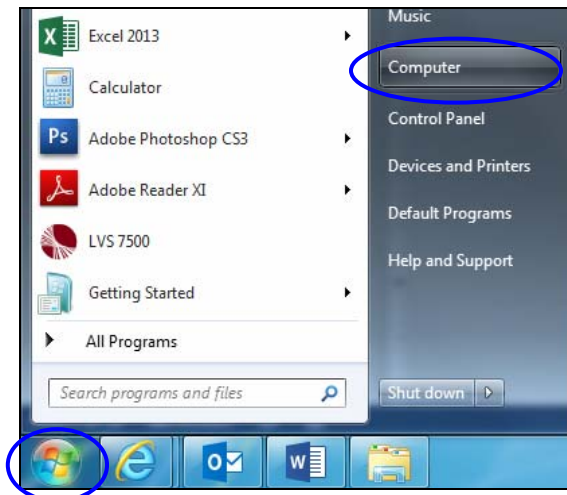 Excel 2013
Calculator
Ps Adobe Photoshop CS3
Adobe Reader XI
LVS 7500
Getting Started
All Programs
Search programs and files
Music
Computer
Control Panel
Devices and Printers
Default Programs
Help and Support
Shut down